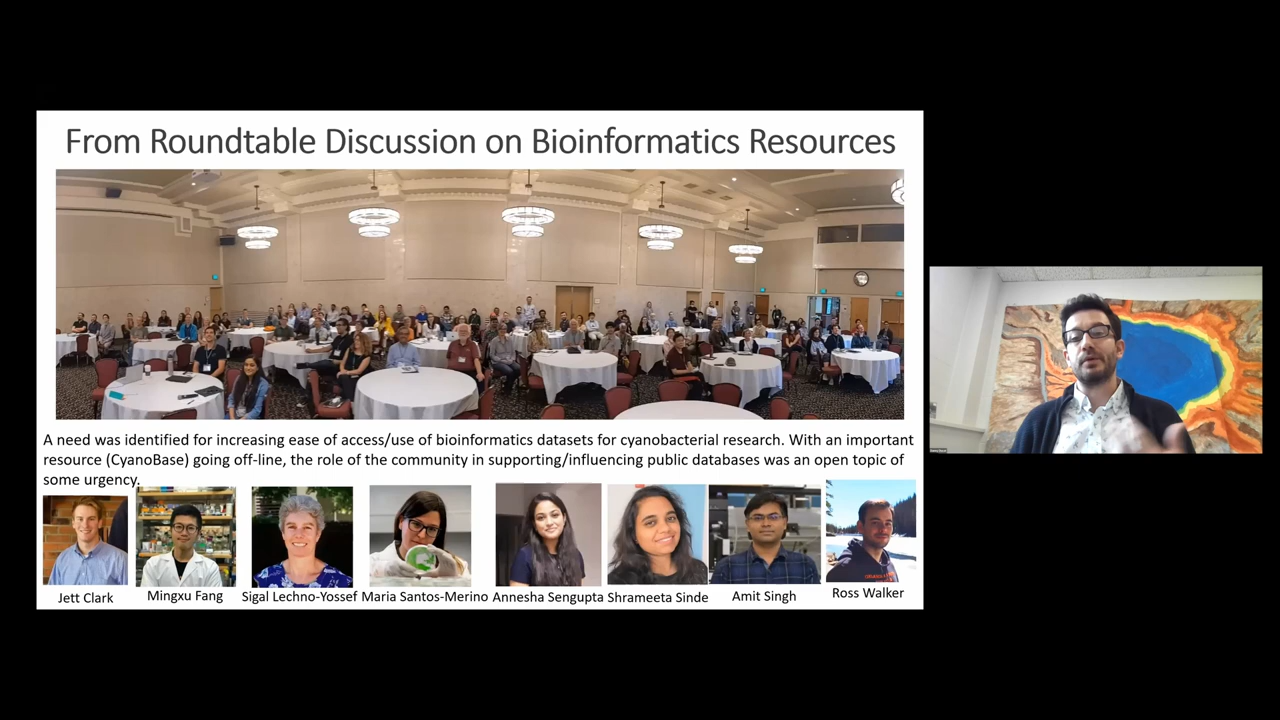 From Roundtable Discussion on Bioinformatics Resources
A need was identified for increasing ease of access/use of bioinformatics datasets for cyanobacterial research. With an important
resource (CyanoBase) going off-line, the role of the community in supporting/influencing public databases was an open topic of
some urgency.
Jett Clark
Mingxu Fang
Sigal Lechno-Yossef
Maria Santos-Merino
Annesha Sengupta
Shrameeta Sinde
Amit Singh
Ross Walker